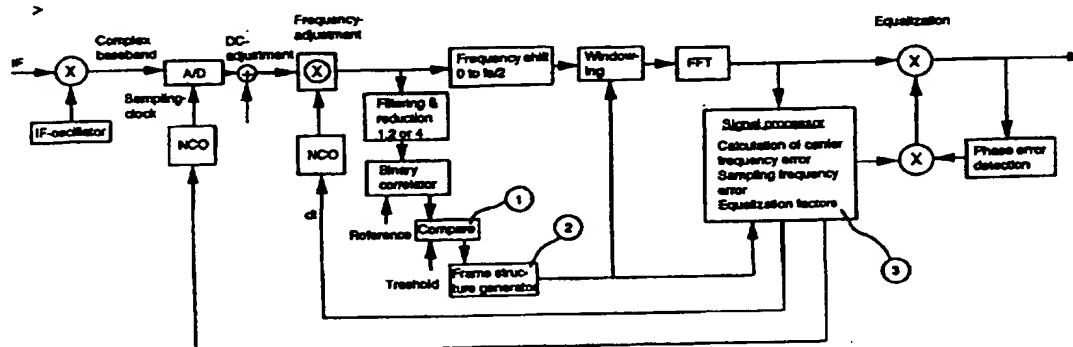 >
IF
X
IF-oscillator
Complex
baseband
A/D
Sampling-
clock
NCO
DC-
adjustment
+
Frequency-
adjustment
X
NCO
df
Filtering &
reduction
1,2 or 4
Binary
correlator
Reference
Compare
1
Treshold
Frame struc-
ture generator
2
Frequency shift
0 to fs/2
Window-
ing
FFT
Signal processor
Calculation of carrier
frequency error
Sampling frequency
error
Equalization factors
3
Equalization
X
X
Phase error
detection